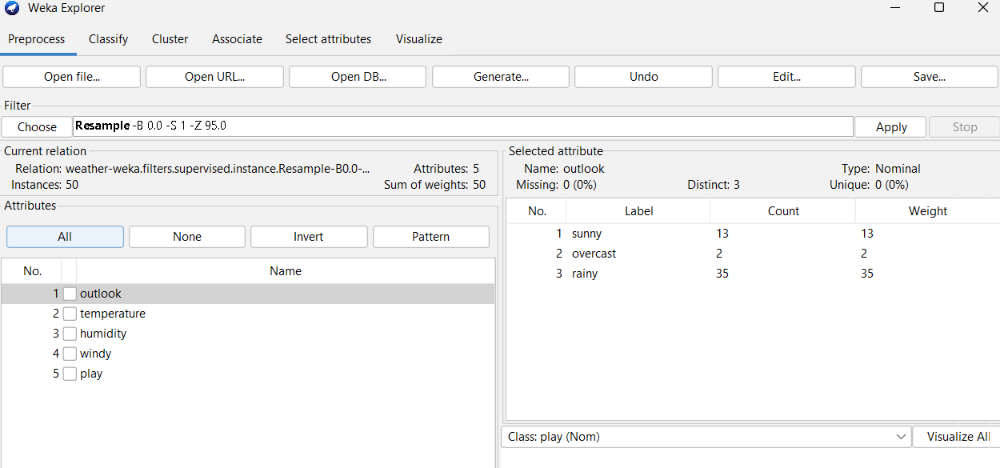 Weka Explorer
Preprocess Classify Cluster Associate Select attributes Visualize
Open file... Open URL... Open DB... Generate... Undo Edit... Save...
Filter
Choose Resample -B 0.0 -S 1 -Z 95.0 Apply Stop
Current relation
Relation: weather-weka.filters.supervised.instance.Resample-B0.0-... Attributes: 5
Instances: 50 Sum of weights: 50
Attributes
All None Invert Pattern
No. Name
1 outlook
2 temperature
3 humidity
4 windy
5 play
Selected attribute
Name: outlook Type: Nominal
Missing: 0 (0%) Distinct: 3 Unique: 0 (0%)
No. Label Count Weight
1 sunny 13 13
2 overcast 2 2
3 rainy 35 35
Class: play (Nom) Visualize All